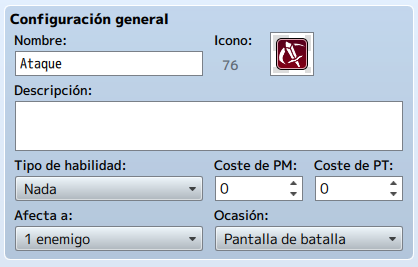 Configuración general
Nombre: Icono:
Ataque 76
Descripción:
Tipo de habilidad: Coste de PM: Coste de PT:
Nada 0 0
Afecta a: Ocasión:
1 enemigo Pantalla de batalla